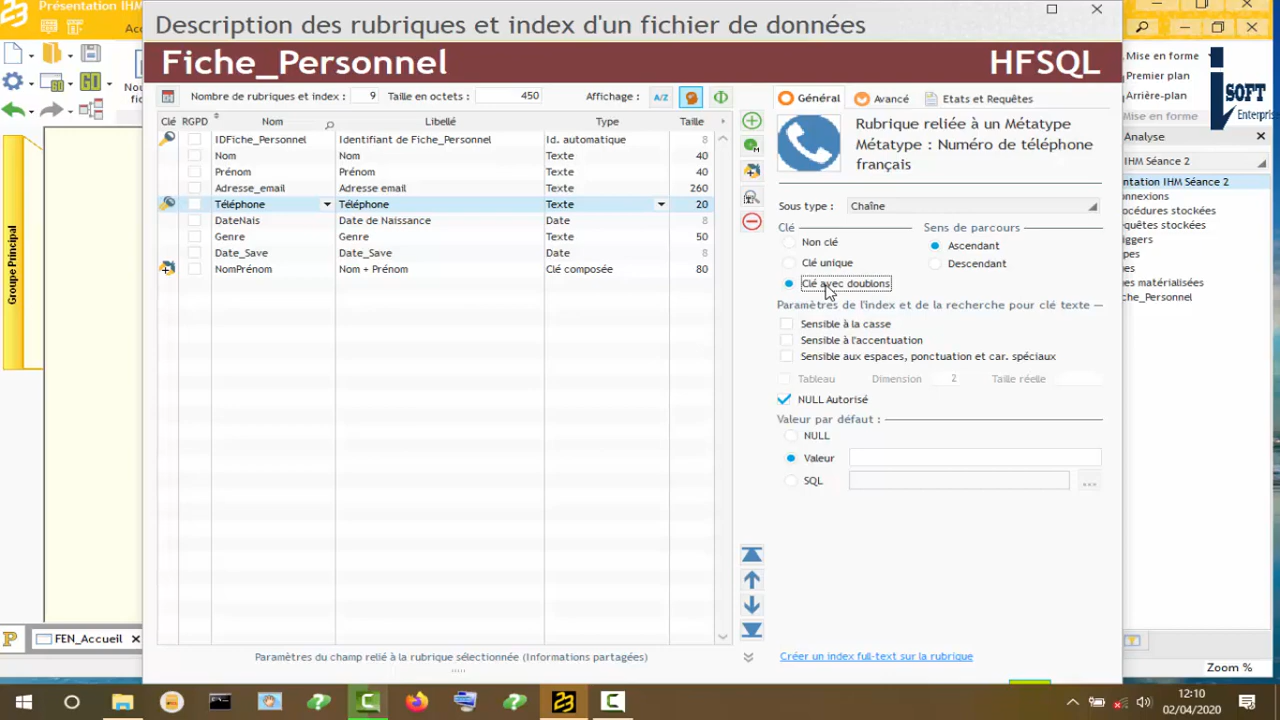 Présentation IHM
Description des rubriques et index d'un fichier de données
Fiche_Personnel
HFSQL
Nombre de rubriques et index : 9 Taille en octets : 450 Affichage : A/Z
Clé RGPD Nom Libellé Type Taille
IDFiche_Personnel Identifiant de Fiche_Personnel Id. automatique 8
Nom Nom Texte 40
Prénom Prénom Texte 40
Adresse_email Adresse email Texte 260
Téléphone Téléphone Texte 20
DateNais Date de Naissance Date 8
Genre Genre Texte 50
Date_Save Date_Save Date 8
NomPrénom Nom + Prénom Clé composée 80
Paramètres du champ relié à la rubrique sélectionnée (Informations partagées)
Général Avancé Etats et Requêtes
Rubrique reliée à un Métatype
Métatype : Numéro de téléphone
français
Sous type : Chaîne
Clé Sens de parcours
Non clé Ascendant
Clé unique Descendant
Clé avec doublons
Paramètres de l'index et de la recherche pour clé texte
Sensible à la casse
Sensible à l'accentuation
Sensible aux espaces, ponctuation et car. spéciaux
Tableau Dimension 2 Taille réelle
NULL Autorisé
Valeur par défaut :
NULL
Valeur
SQL ...
Créer un index full-text sur la rubrique
Mise en forme
Premier plan
Arrière-plan
Mise en forme
SOFT
Enterprise
Analyse
IHM Séance 2
ntation IHM Séance 2
nnexions
océdures stockées
quêtes stockées
iggers
pes
es matérialisées
che_Personnel
Zoom %
Groupe Principal
GO
GO
FEN_Accueil
12:10
02/04/2020